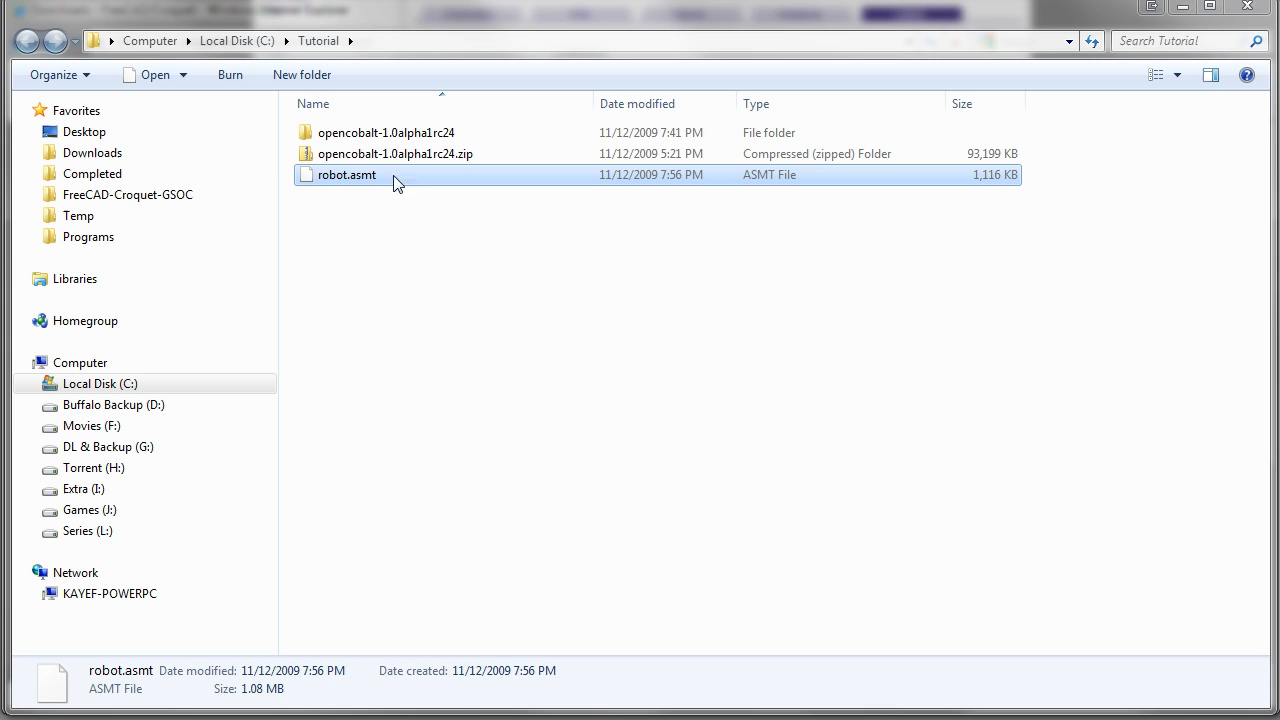 Computer Local Disk (C:) Tutorial Search Tutorial
Organize Open Burn New folder
Name Date modified Type Size
Favorites
Desktop
Downloads
Completed
FreeCAD-Croquet-GSOC
Temp
Programs
Libraries
Homegroup
Computer
Local Disk (C:)
Buffalo Backup (D:)
Movies (F:)
DL & Backup (G:)
Torrent (H:)
Extra (I:)
Games (J:)
Series (L:)
Network
KAYEF-POWERPC
opencobalt-1.0alpha1rc24 11/12/2009 7:41 PM File folder
opencobalt-1.0alpha1rc24.zip 11/12/2009 5:21 PM Compressed (zipped) Folder 93,199 KB
robot.asmt 11/12/2009 7:56 PM ASMT File 1,116 KB
robot.asmt Date modified: 11/12/2009 7:56 PM Date created: 11/12/2009 7:56 PM
ASMT File Size: 1.08 MB